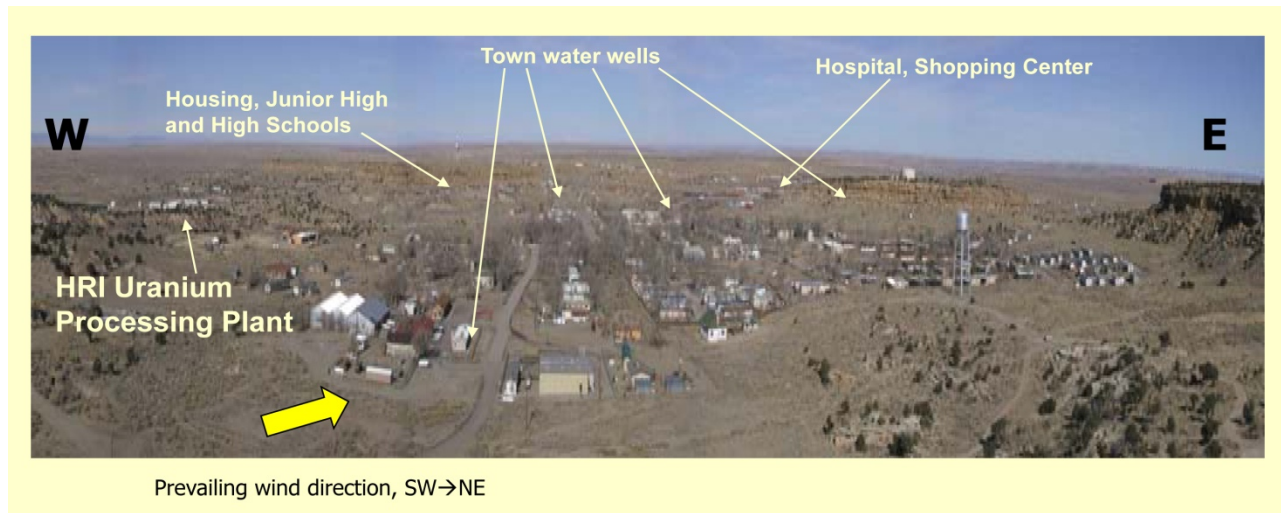 Town water wells
Hospital, Shopping Center
Housing, Junior High
and High Schools
W
E
HRI Uranium
Processing Plant
Prevailing wind direction, SW→NE